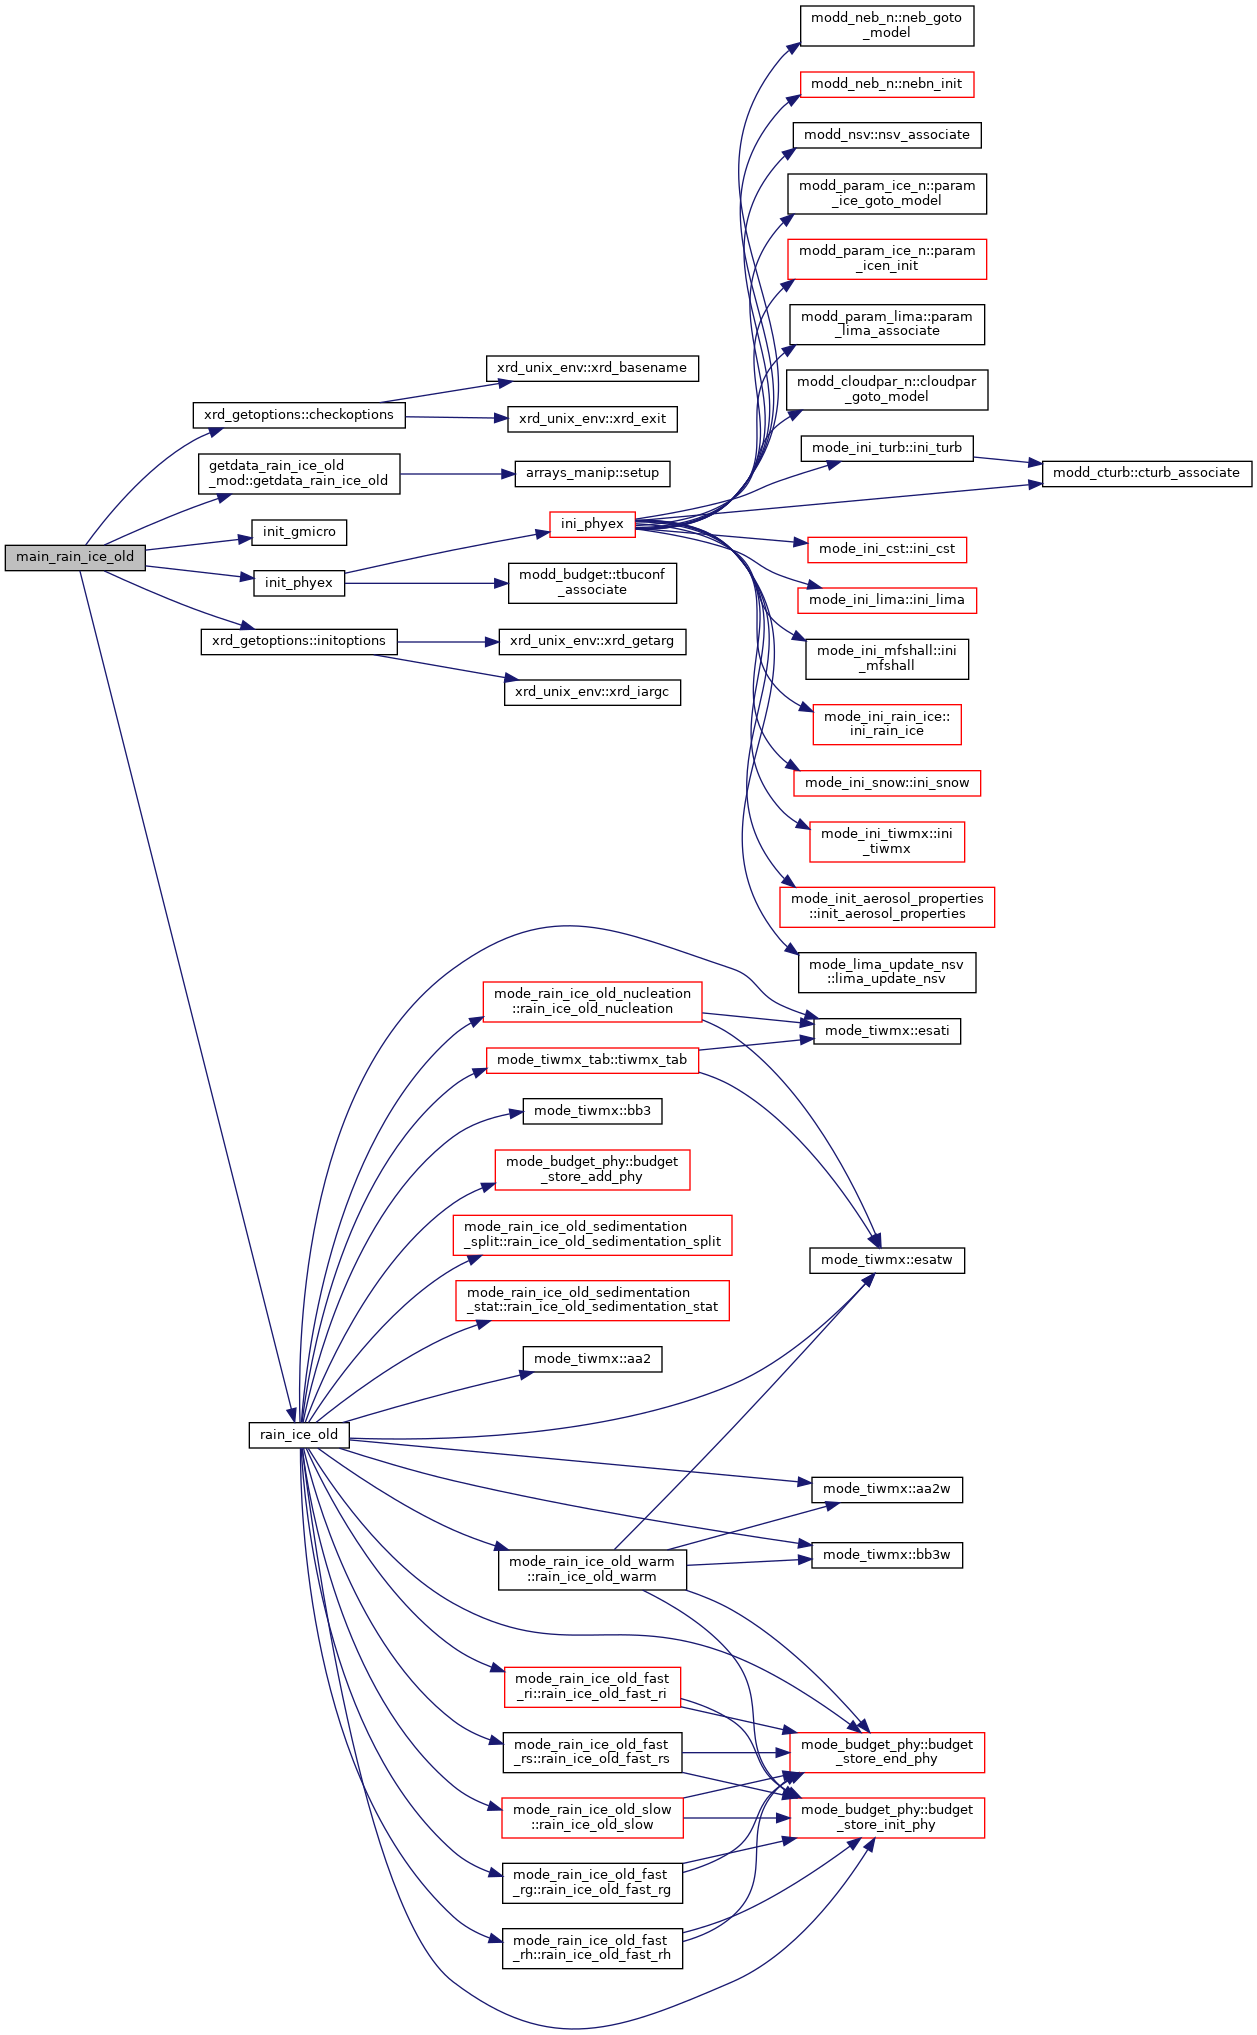 modd_neb_n::neb_goto
_model
modd_neb_n::nebn_init
modd_nsv::nsv_associate
modd_param_ice_n::param
_ice_goto_model
modd_param_ice_n::param
_icen_init
modd_param_lima::param
_lima_associate
xrd_unix_env::xrd_basename
modd_cloudpar_n::cloudpar
_goto_model
xrd_getoptions::checkoptions
xrd_unix_env::xrd_exit
mode_ini_turb::ini_turb
getdata_rain_ice_old
_mod::getdata_rain_ice_old
arrays_manip::setup
modd_cturb::cturb_associate
init_gmicro
ini_phyex
main_rain_ice_old
mode_ini_cst::ini_cst
init_phyex
modd_budget::tbuconf
_associate
mode_ini_lima::ini_lima
xrd_getoptions::initoptions
xrd_unix_env::xrd_getarg
mode_ini_mfshall::ini
_mfshall
xrd_unix_env::xrd_iargc
mode_ini_rain_ice::
ini_rain_ice
mode_ini_snow::ini_snow
mode_ini_tiwmx::ini
_tiwmx
mode_init_aerosol_properties
::init_aerosol_properties
mode_lima_update_nsv
::lima_update_nsv
mode_rain_ice_old_nucleation
::rain_ice_old_nucleation
mode_tiwmx::esati
mode_tiwmx_tab::tiwmx_tab
mode_tiwmx::bb3
mode_budget_phy::budget
_store_add_phy
mode_rain_ice_old_sedimentation
_split::rain_ice_old_sedimentation_split
mode_tiwmx::esatw
mode_rain_ice_old_sedimentation
_stat::rain_ice_old_sedimentation_stat
mode_tiwmx::aa2
rain_ice_old
mode_tiwmx::aa2w
mode_tiwmx::bb3w
mode_rain_ice_old_warm
::rain_ice_old_warm
mode_rain_ice_old_fast
_ri::rain_ice_old_fast_ri
mode_rain_ice_old_fast
_rs::rain_ice_old_fast_rs
mode_budget_phy::budget
_store_end_phy
mode_rain_ice_old_slow
::rain_ice_old_slow
mode_budget_phy::budget
_store_init_phy
mode_rain_ice_old_fast
_rg::rain_ice_old_fast_rg
mode_rain_ice_old_fast
_rh::rain_ice_old_fast_rh